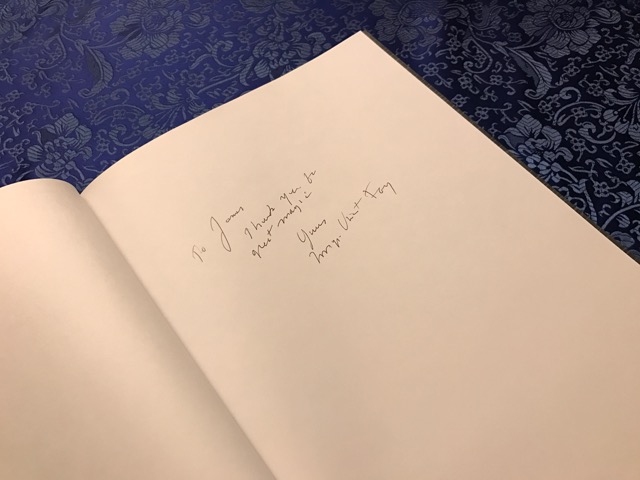 To James
Thank you for
great magic
Yours